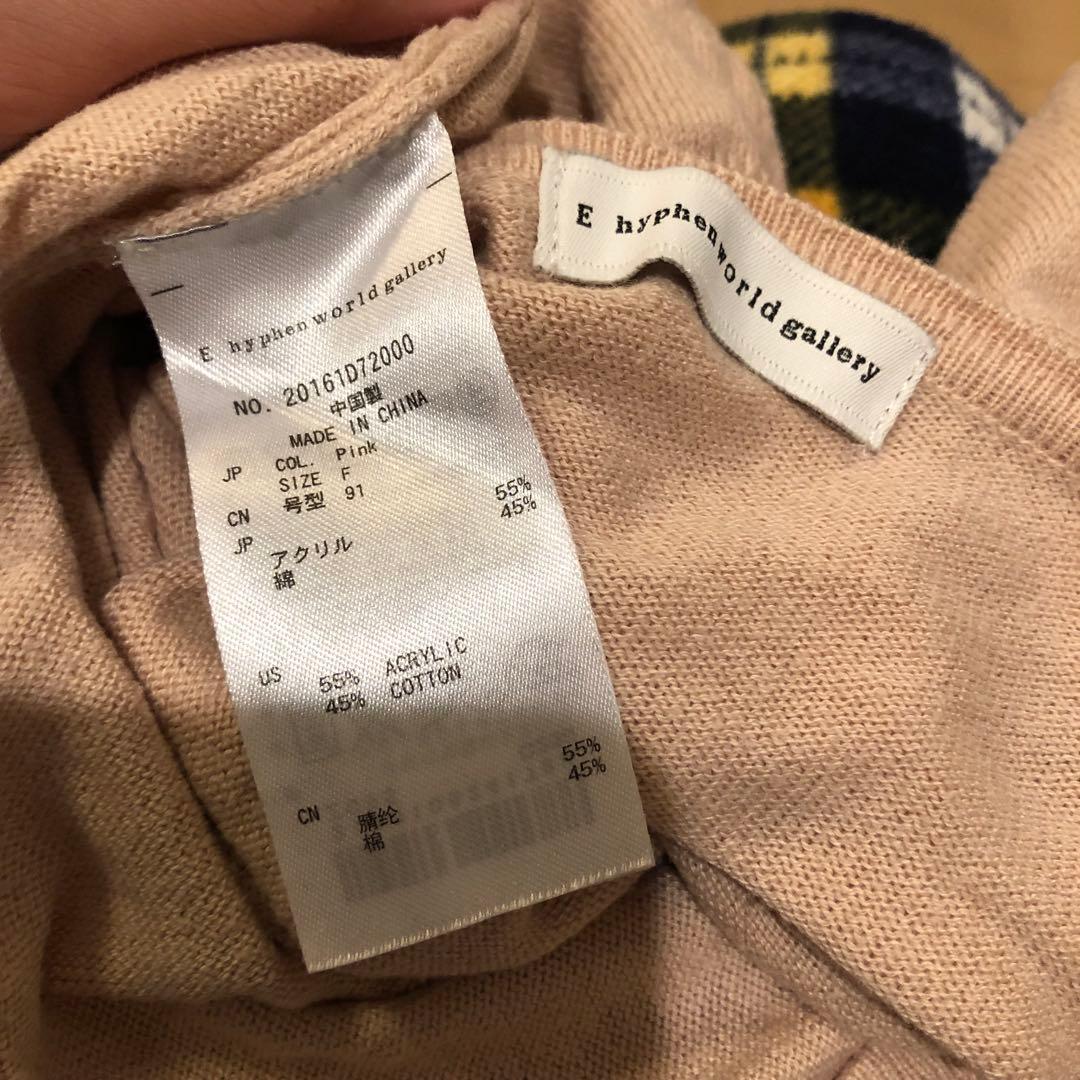 E hyphen world gallery
NO. 20161D72000
中国製
MADE IN CHINA
JP COL. Pink
SIZE F
CN 号型 91
JP アクリル 55%
綿 45%
US 55% ACRYLIC
45% COTTON
CN 腈纶 55%
棉 45%
E hyphen world gallery